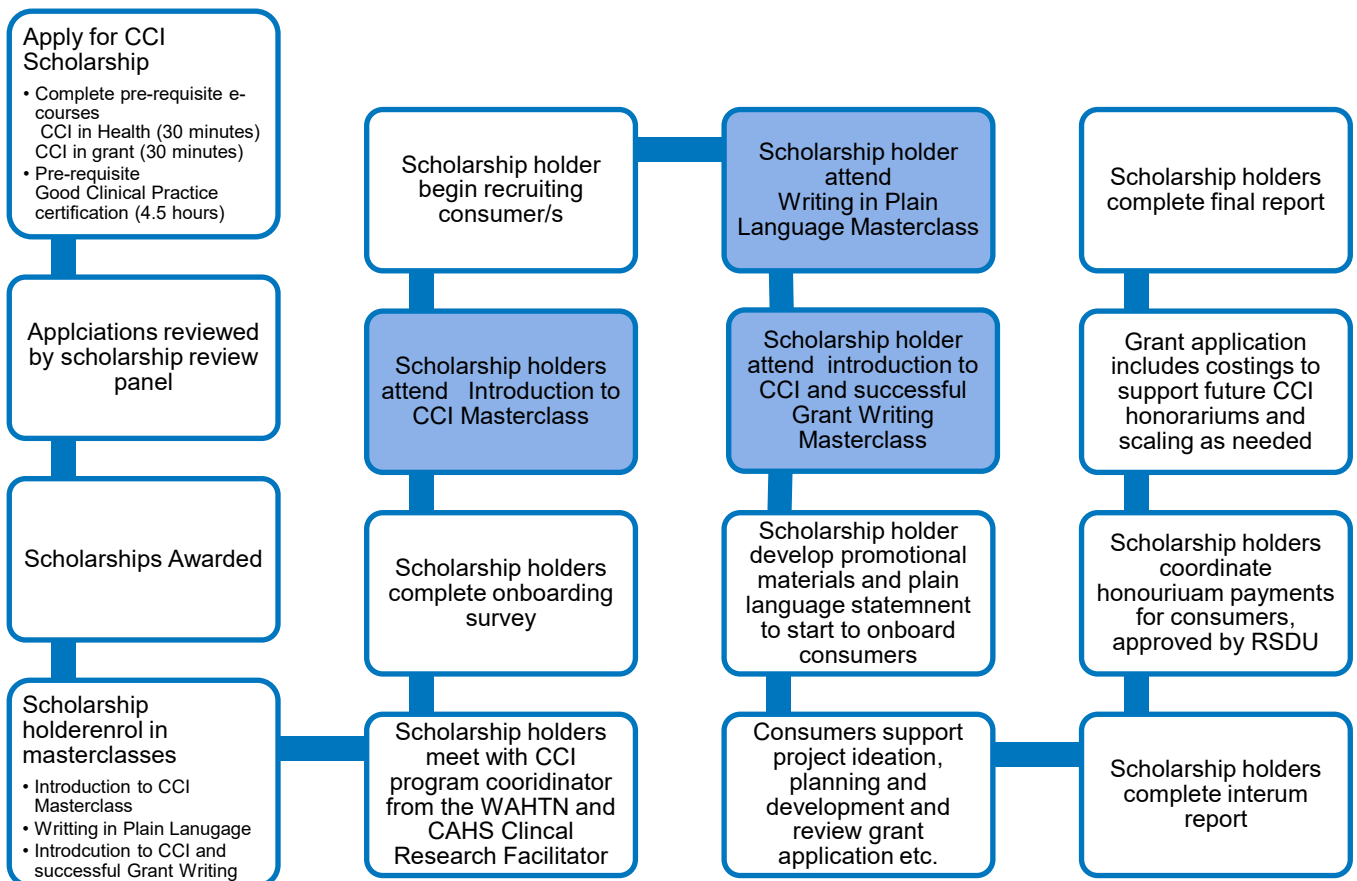 Apply for CCI
Scholarship
• Complete pre-requisite e-
courses
CCI in Health (30 minutes)
CCI in grant (30 minutes)
• Pre-requisite
Good Clinical Practice
certification (4.5 hours)
Applciations reviewed
by scholarship review
panel
Scholarships Awarded
Scholarship
holderenrol in
masterclasses
• Introduction to CCI
Masterclass
• Writting in Plain Lanugage
• Introdcution to CCI and
successful Grant Writing
Scholarship holders
meet with CCI
program cooridinator
from the WAHTN and
CAHS Clincal
Research Facilitator
Scholarship holders
complete onboarding
survey
Scholarship holders
attend Introduction to
CCI Masterclass
Scholarship holder
begin recruiting
consumer/s
Scholarship holder
attend
Writing in Plain
Language Masterclass
Scholarship holder
attend introduction to
CCI and successful
Grant Writing
Masterclass
Scholarship holder
develop promotional
materials and plain
language statemnent
to start to onboard
consumers
Consumers support
project ideation,
planning and
development and
review grant
application etc.
Scholarship holders
complete interum
report
Scholarship holders
coordinate
honouriuam payments
for consumers,
approved by RSDU
Grant application
includes costings to
support future CCI
honorariums and
scaling as needed
Scholarship holders
complete final report